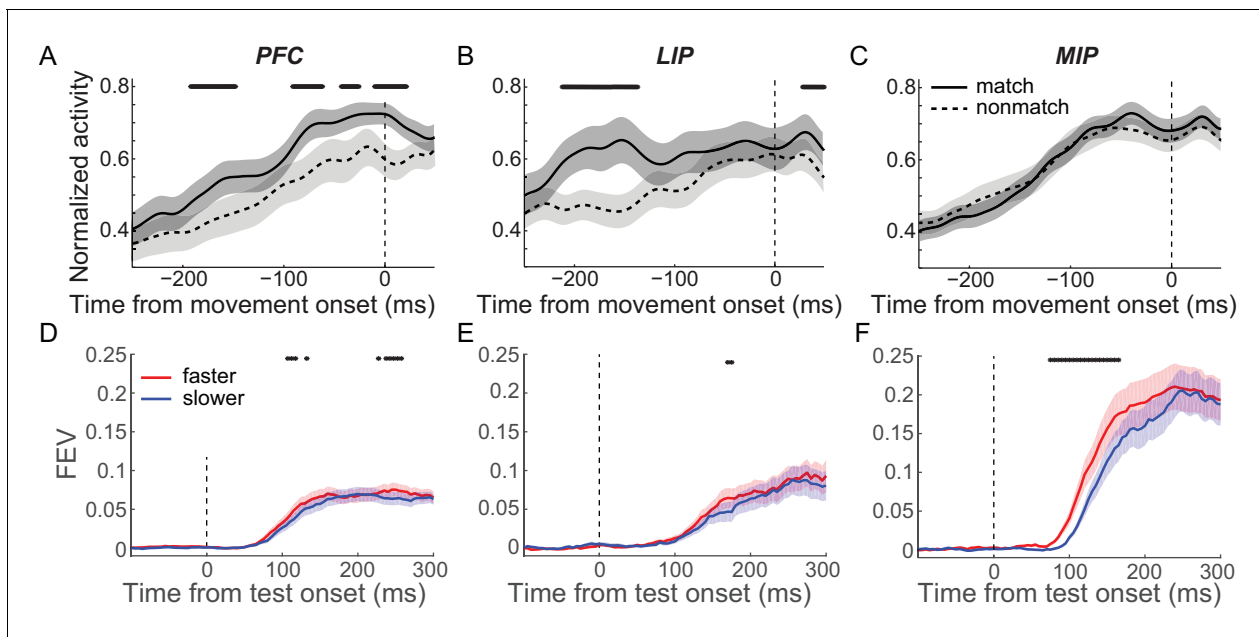 A PFC
B LIP
C MIP
Normalized activity
0.8
0.6
0.4
−200 −100 0
Time from movement onset (ms)
0.8
0.6
0.4
−200 −100 0
Time from movement onset (ms)
match
nonmatch
0.8
0.6
0.4
−200 −100 0
Time from movement onset (ms)
D
E
F
FEV
0.25
0.2
0.15
0.1
0.05
0
faster
slower
0 100 200 300
Time from test onset (ms)
0.25
0.2
0.15
0.1
0.05
0
0 100 200 300
Time from test onset (ms)
0.25
0.2
0.15
0.1
0.05
0
0 100 200 300
Time from test onset (ms)